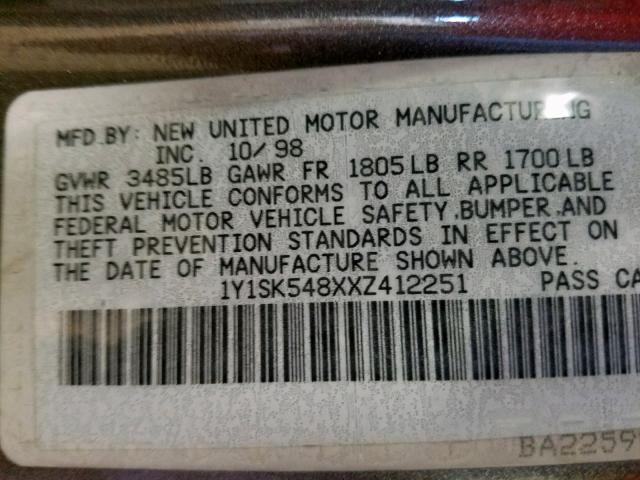 MFD.BY: NEW UNITED MOTOR MANUFACTURING
INC. 10/98
GVWR 3485LB GAWR FR 1805LB RR 1700LB
THIS VEHICLE CONFORMS TO ALL APPLICABLE
FEDERAL MOTOR VEHICLE SAFETY,BUMPER,AND
THEFT PREVENTION STANDARDS IN EFFECT ON
THE DATE OF MANUFACTURE SHOWN ABOVE.
1Y1SK548XXZ412251 PASS CA
BA2259